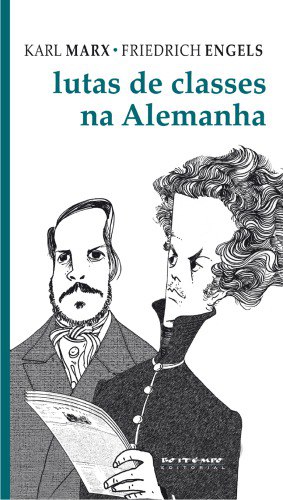 KARL MARX • FRIEDRICH ENGELS
lutas de classes
na Alemanha
BOITEMPO
EDITORIAL